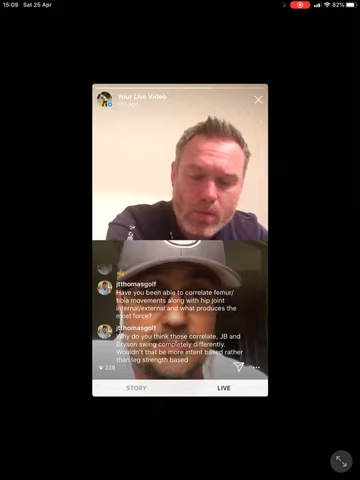 15:09 Sat 25 Apr
82%
Your Live Video
jtthomasgolf
Have you been able to correlate femur/
tibia movements along with hip joint
internal/external and what produces the
most force?
jtthomasgolf
Why do you think those correlate, JB and
Bryson swing completely differently.
Wouldn't that be more intent based rather
than leg strength based
228
STORY
LIVE